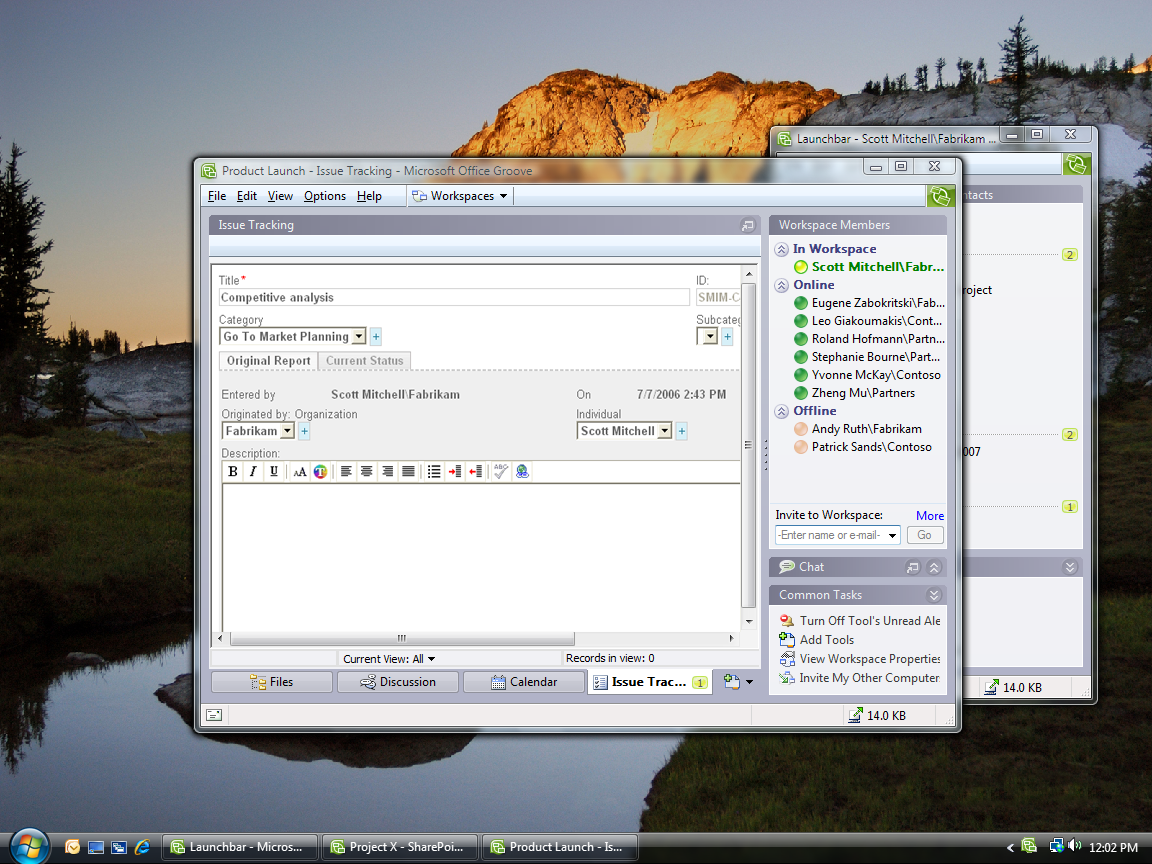 Launchbar - Scott Mitchell\Fabrikam ...
ntacts
2
roject
2
007
1
14.0 KB
Product Launch - Issue Tracking - Microsoft Office Groove
File Edit View Options Help Workspaces
Issue Tracking
Title*
ID:
Competitive analysis
SMIM-C
Category
Subcateg
Go To Market Planning
+
+
Original Report Current Status
Entered by Scott Mitchell\Fabrikam On 7/7/2006 2:43 PM
Originated by: Organization Individual
Fabrikam + Scott Mitchell +
Description:
B I U AA T ABC
Current View: All Records in view: 0
Files Discussion Calendar Issue Trac... 1
14.0 KB
Workspace Members
In Workspace
Scott Mitchell\Fabr...
Online
Eugene Zabokritski\Fab...
Leo Giakoumakis\Cont...
Roland Hofmann\Partn...
Stephanie Bourne\Part...
Yvonne McKay\Contoso
Zheng Mu\Partners
Offline
Andy Ruth\Fabrikam
Patrick Sands\Contoso
Invite to Workspace: More
-Enter name or e-mail- Go
Chat
Common Tasks
Turn Off Tool's Unread Ale
Add Tools
View Workspace Properties
Invite My Other Computer
Launchbar - Micros... Project X - SharePoi... Product Launch - Is... 12:02 PM